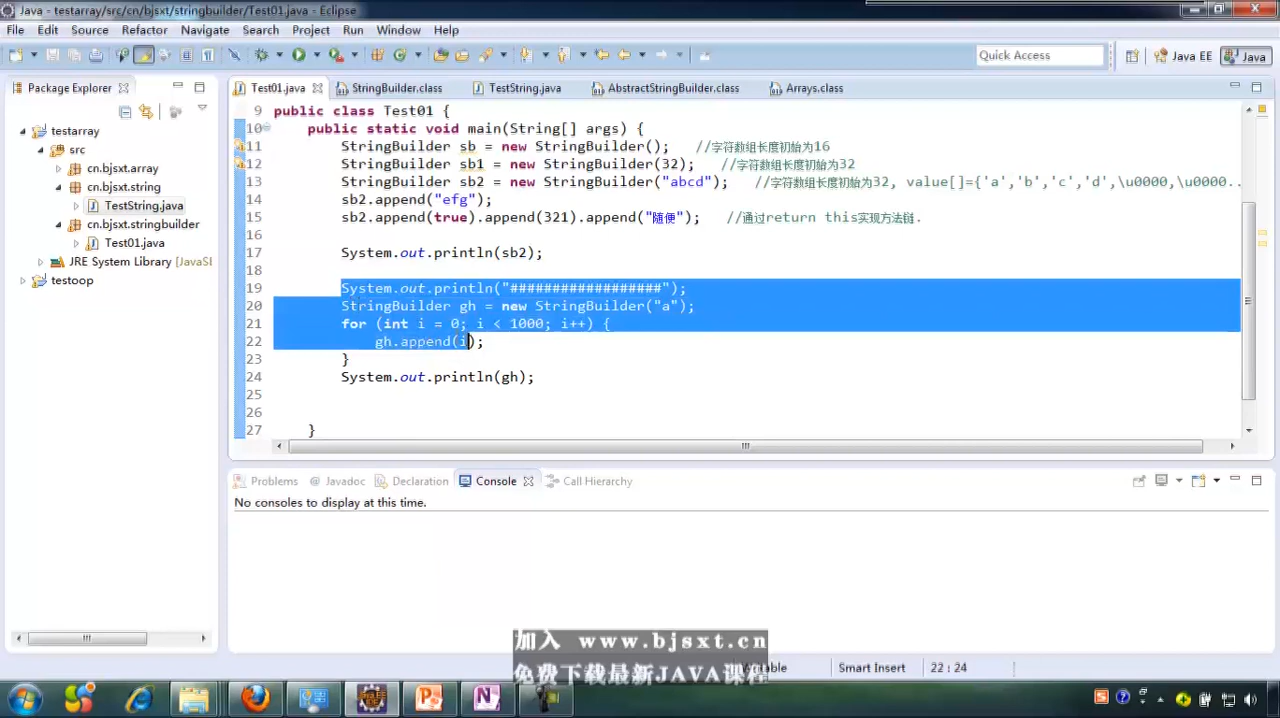 Java - testarray/src/cn/bjsxt/stringbuilder/Test01.java - Eclipse
File Edit Source Refactor Navigate Search Project Run Window Help
Quick Access Java EE Java
Package Explorer
testarray
src
cn.bjsxt.array
cn.bjsxt.string
TestString.java
cn.bjsxt.stringbuilder
Test01.java
JRE System Library [JavaSE
testoop
Test01.java StringBuilder.class TestString.java AbstractStringBuilder.class Arrays.class
9 public class Test01 {
10 public static void main(String[] args) {
11 StringBuilder sb = new StringBuilder(); //字符数组长度初始为16
12 StringBuilder sb1 = new StringBuilder(32); //字符数组长度初始为32
13 StringBuilder sb2 = new StringBuilder("abcd"); //字符数组长度初始为32, value[]={'a','b','c','d',\u0000,\u0000..
14 sb2.append("efg");
15 sb2.append(true).append(321).append("随便"); //通过return this实现方法链.
16
17 System.out.println(sb2);
18
19 System.out.println("##################");
20 StringBuilder gh = new StringBuilder("a");
21 for (int i = 0; i < 1000; i++) {
22 gh.append(i);
23 }
24 System.out.println(gh);
25
26
27 }
Problems @ Javadoc Declaration Console Call Hierarchy
No consoles to display at this time.
Smart Insert 22 : 24
加入 www.bjsxt.cn
免费下载最新JAVA课程